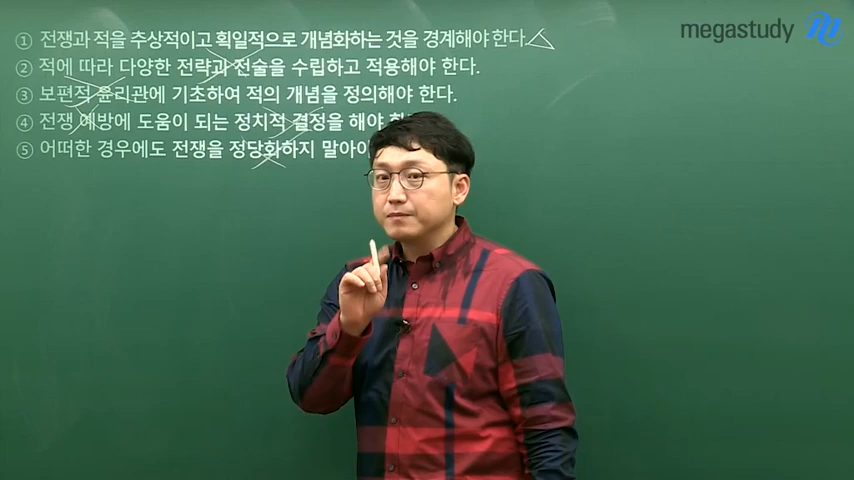 megastudy
① 전쟁과 적을 추상적이고 획일적으로 개념화하는 것을 경계해야 한다.
② 적에 따라 다양한 전략과 전술을 수립하고 적용해야 한다.
③ 보편적 윤리관에 기초하여 적의 개념을 정의해야 한다.
④ 전쟁 예방에 도움이 되는 정치적 결정을 해야
⑤ 어떠한 경우에도 전쟁을 정당화하지